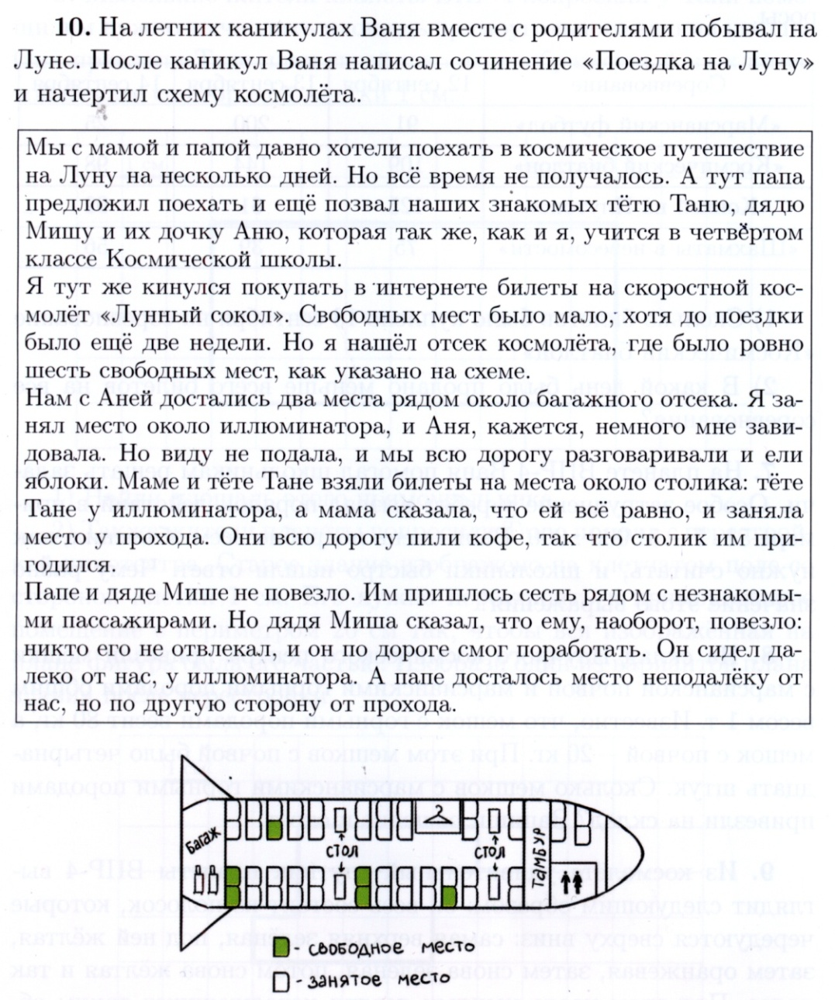 10. На летних каникулах Ваня вместе с родителями побывал на
Луне. После каникул Ваня написал сочинение «Поездка на Луну»
и начертил схему космолёта.
Мы с мамой и папой давно хотели поехать в космическое путешествие
на Луну на несколько дней. Но всё время не получалось. А тут папа
предложил поехать и ещё позвал наших знакомых тётю Таню, дядю
Мишу и их дочку Аню, которая так же, как и я, учится в четвёртом
классе Космической школы.
Я тут же кинулся покупать в интернете билеты на скоростной кос-
молёт «Лунный сокол». Свободных мест было мало, хотя до поездки
было ещё две недели. Но я нашёл отсек космолёта, где было ровно
шесть свободных мест, как указано на схеме.
Нам с Аней достались два места рядом около багажного отсека. Я за-
нял место около иллюминатора, и Аня, кажется, немного мне зави-
довала. Но виду не подала, и мы всю дорогу разговаривали и ели
яблоки. Маме и тёте Тане взяли билеты на места около столика: тёте
Тане у иллюминатора, а мама сказала, что ей всё равно, и заняла
место у прохода. Они всю дорогу пили кофе, так что столик им при-
годился.
Папе и дяде Мише не повезло. Им пришлось сесть рядом с незнакомы-
ми пассажирами. Но дядя Миша сказал, что ему, наоборот, повезло:
никто его не отвлекал, и он по дороге смог поработать. Он сидел да-
леко от нас, у иллюминатора. А папе досталось место неподалёку от
нас, но по другую сторону от прохода.
2
Багаж
СТОЛ
СТОЛ
ТАМБУР
- свободное место
- занятое место